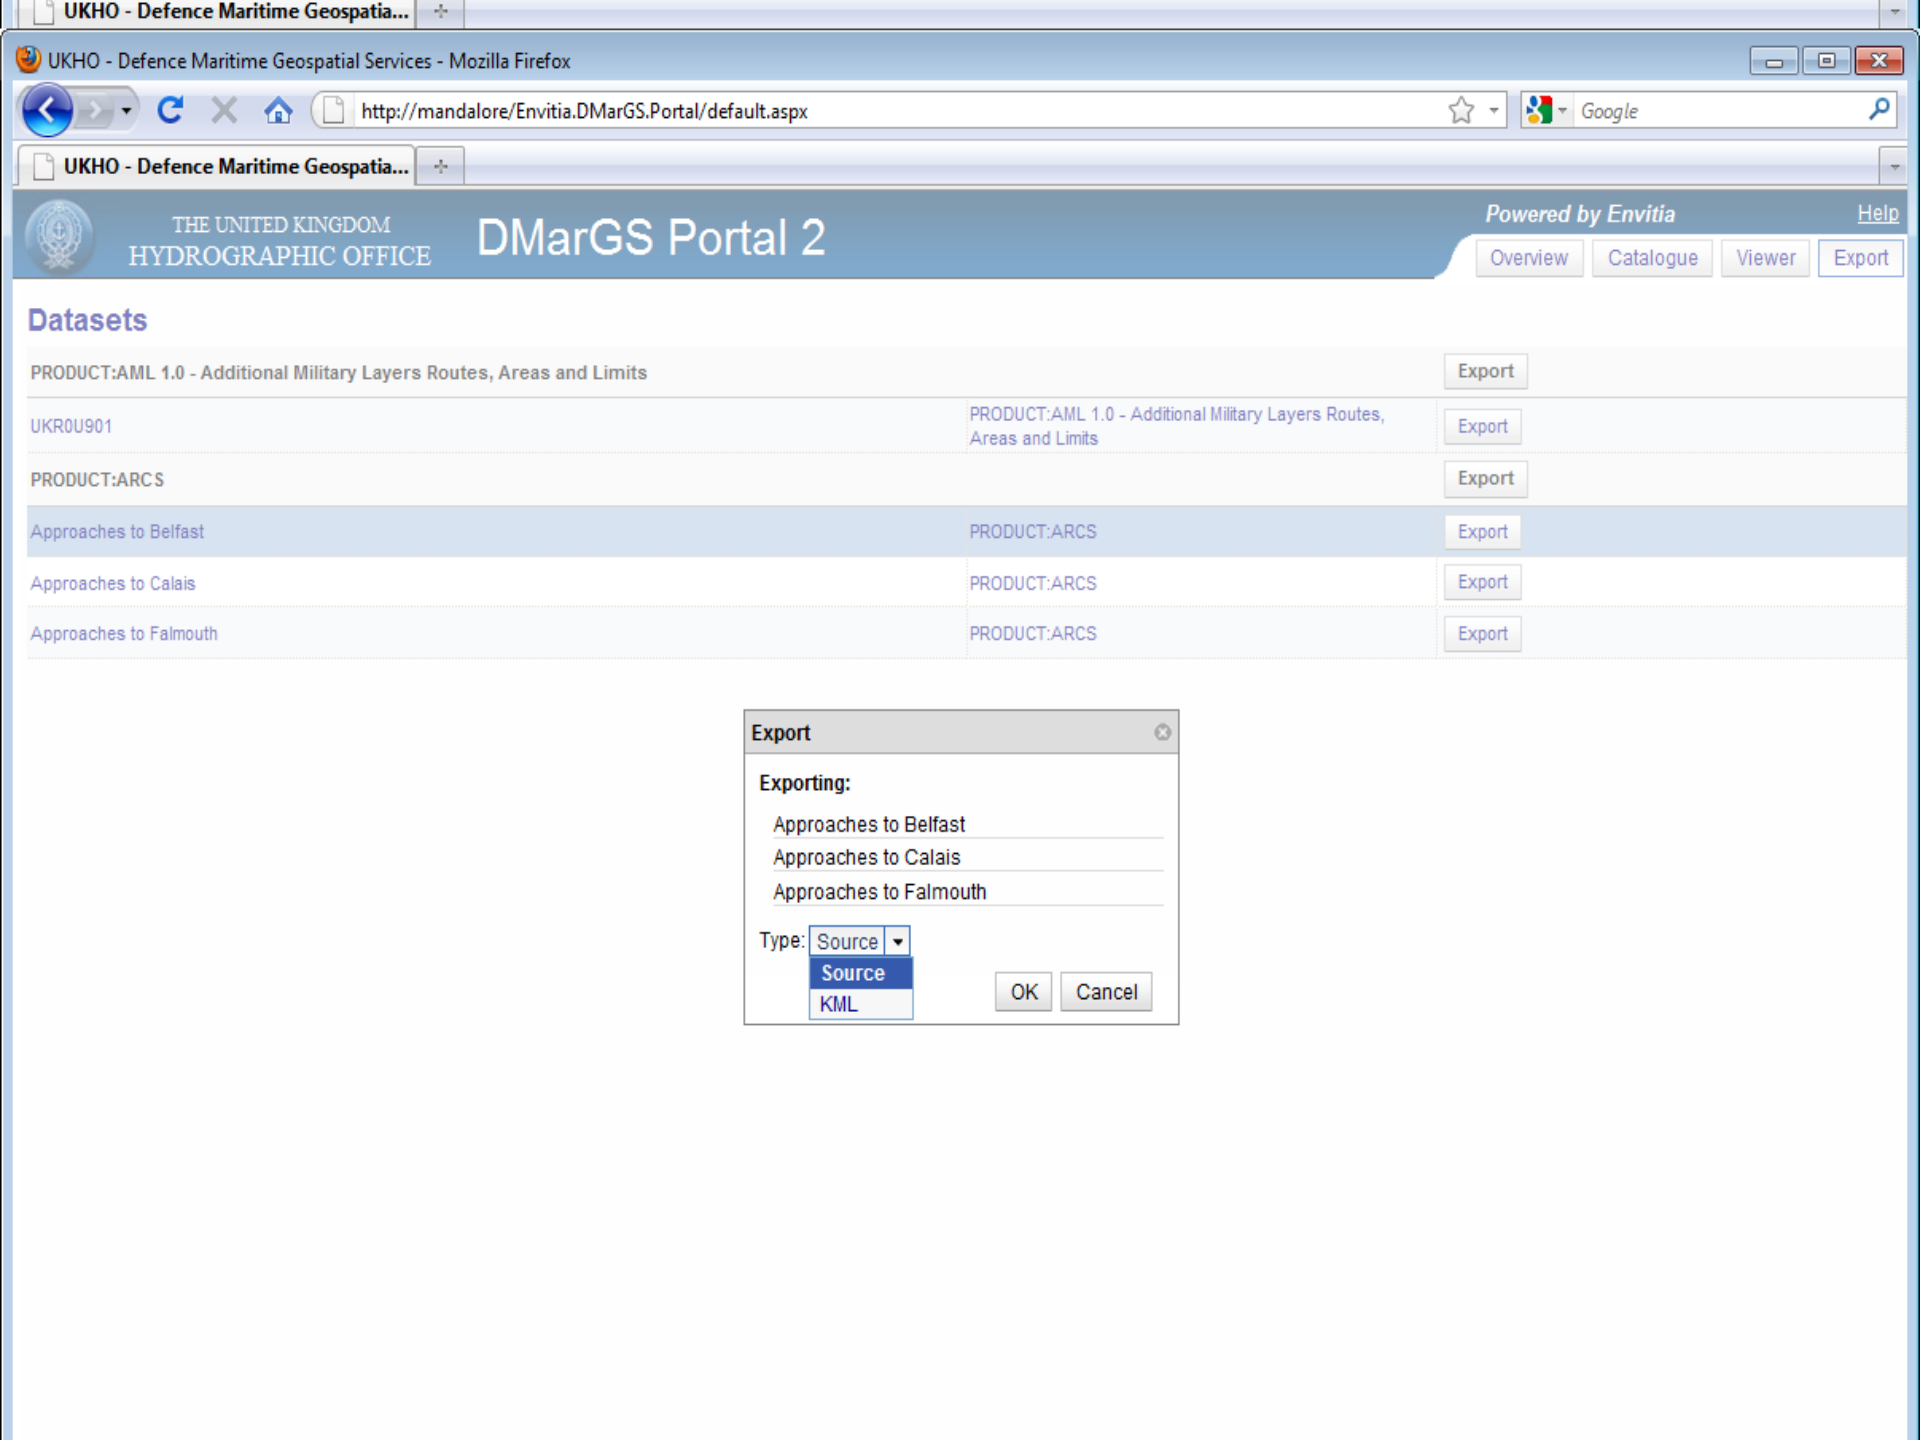 UKHO - Defence Maritime Geospatia...
UKHO - Defence Maritime Geospatial Services - Mozilla Firefox
http://mandalore/Envitia.DMarGS.Portal/default.aspx
Google
UKHO - Defence Maritime Geospatia...
THE UNITED KINGDOM
HYDROGRAPHIC OFFICE
DMarGS Portal 2
Powered by Envitia
Help
Overview
Catalogue
Viewer
Export
Datasets
PRODUCT:AML 1.0 - Additional Military Layers Routes, Areas and Limits
Export
UKR0U901
PRODUCT:AML 1.0 - Additional Military Layers Routes,
Areas and Limits
Export
PRODUCT:ARCS
Export
Approaches to Belfast
PRODUCT:ARCS
Export
Approaches to Calais
PRODUCT:ARCS
Export
Approaches to Falmouth
PRODUCT:ARCS
Export
Export
Exporting:
Approaches to Belfast
Approaches to Calais
Approaches to Falmouth
Type: Source
Source
KML
OK
Cancel